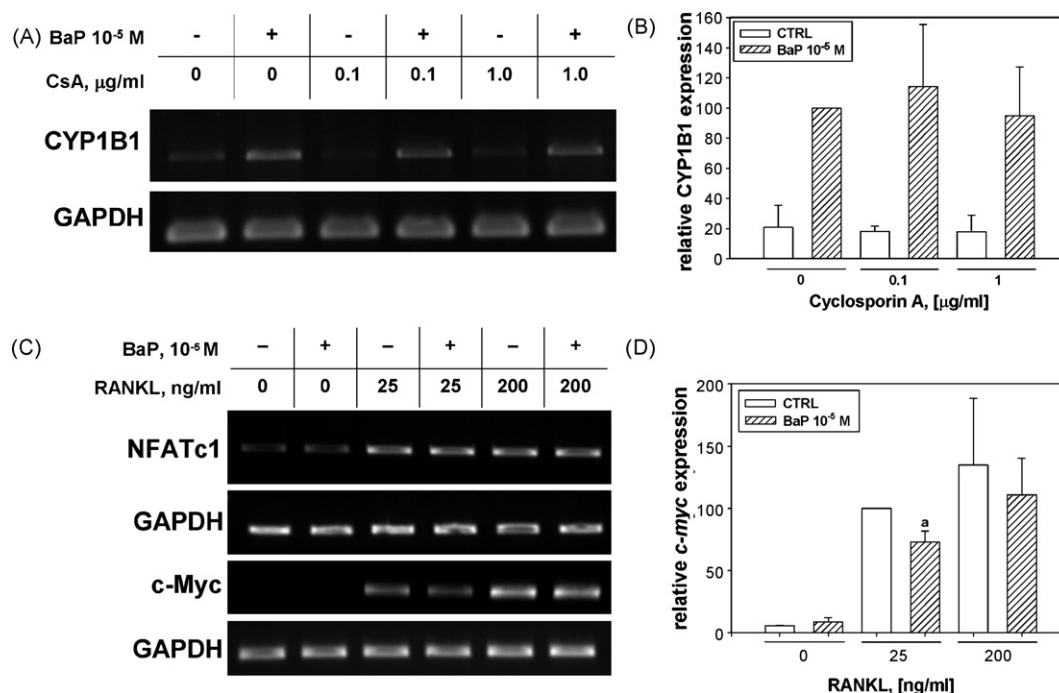 (A)
BaP 10⁻⁵ M - + - + - +
CsA, μg/ml 0 0 0.1 0.1 1.0 1.0
CYP1B1
GAPDH
(B)
relative CYP1B1 expression
160
140
120
100
80
60
40
20
0
CTRL
BaP 10⁻⁵ M
0 0.1 1
Cyclosporin A, [μg/ml]
(C)
BaP, 10⁻⁵ M – + – + – +
RANKL, ng/ml 0 0 25 25 200 200
NFATc1
GAPDH
c-Myc
GAPDH
(D)
relative c-myc expression
200
150
100
50
0
CTRL
BaP 10⁻⁵ M
a
0 25 200
RANKL, [ng/ml]